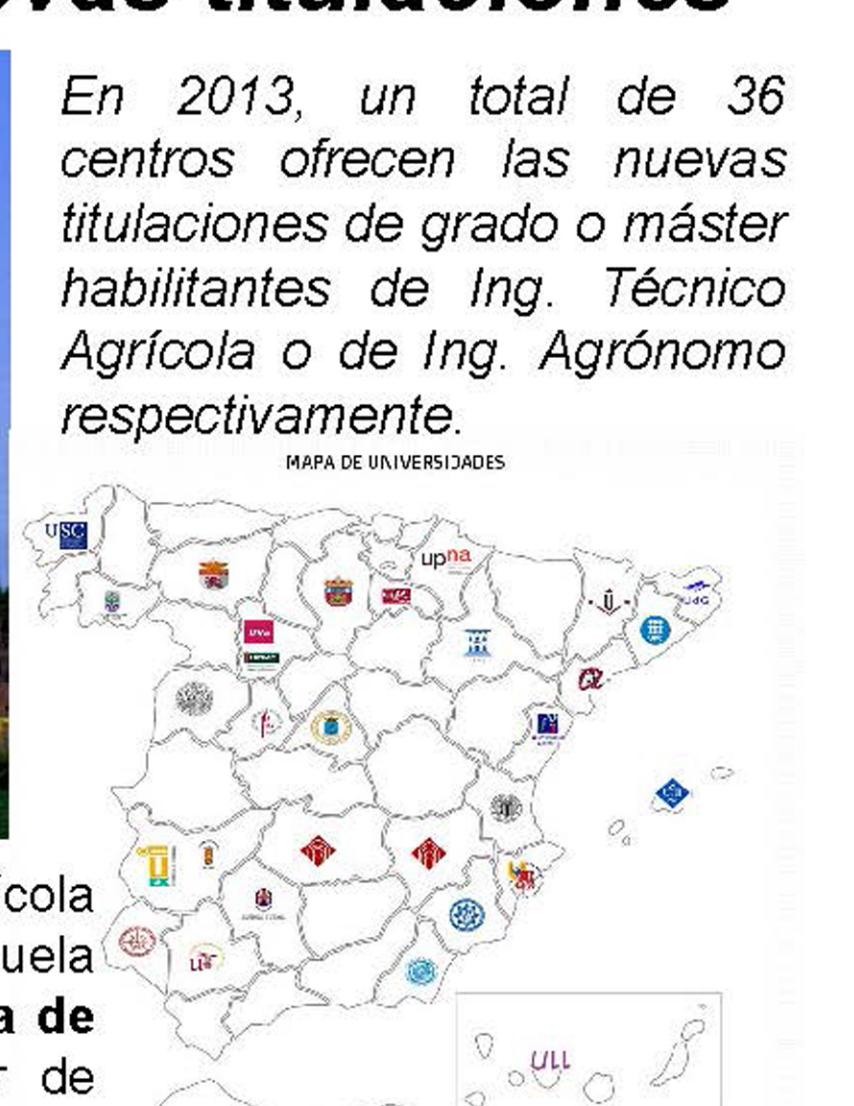 En 2013, un total de 36
centros ofrecen las nuevas
titulaciones de grado o máster
habilitantes de Ing. Técnico
Agrícola o de Ing. Agrónomo
respectivamente.
MAPA DE UNIVERSIDADES
USC
upna
UVa
UdG
UPC
cola
uela
a de
r de